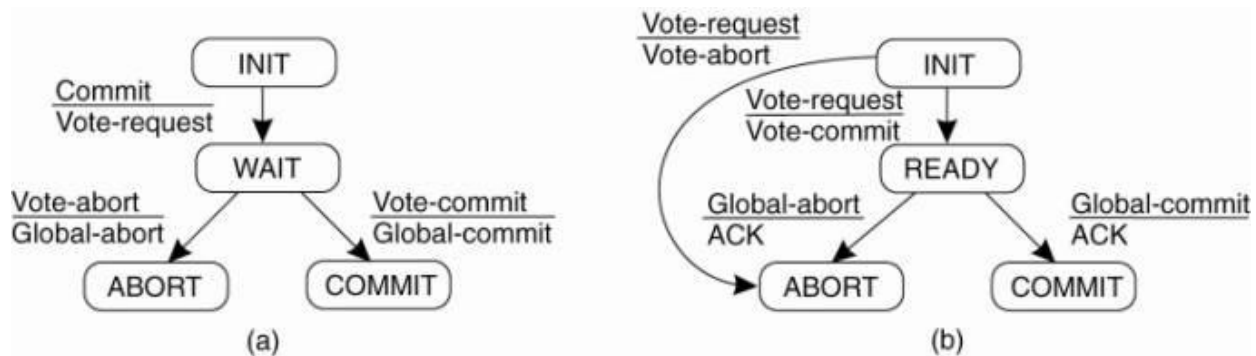 INIT
Commit
Vote-request
WAIT
Vote-abort
Global-abort
Vote-commit
Global-commit
ABORT
COMMIT
(a)
Vote-request
Vote-abort
INIT
Vote-request
Vote-commit
READY
Global-abort
ACK
Global-commit
ACK
ABORT
COMMIT
(b)